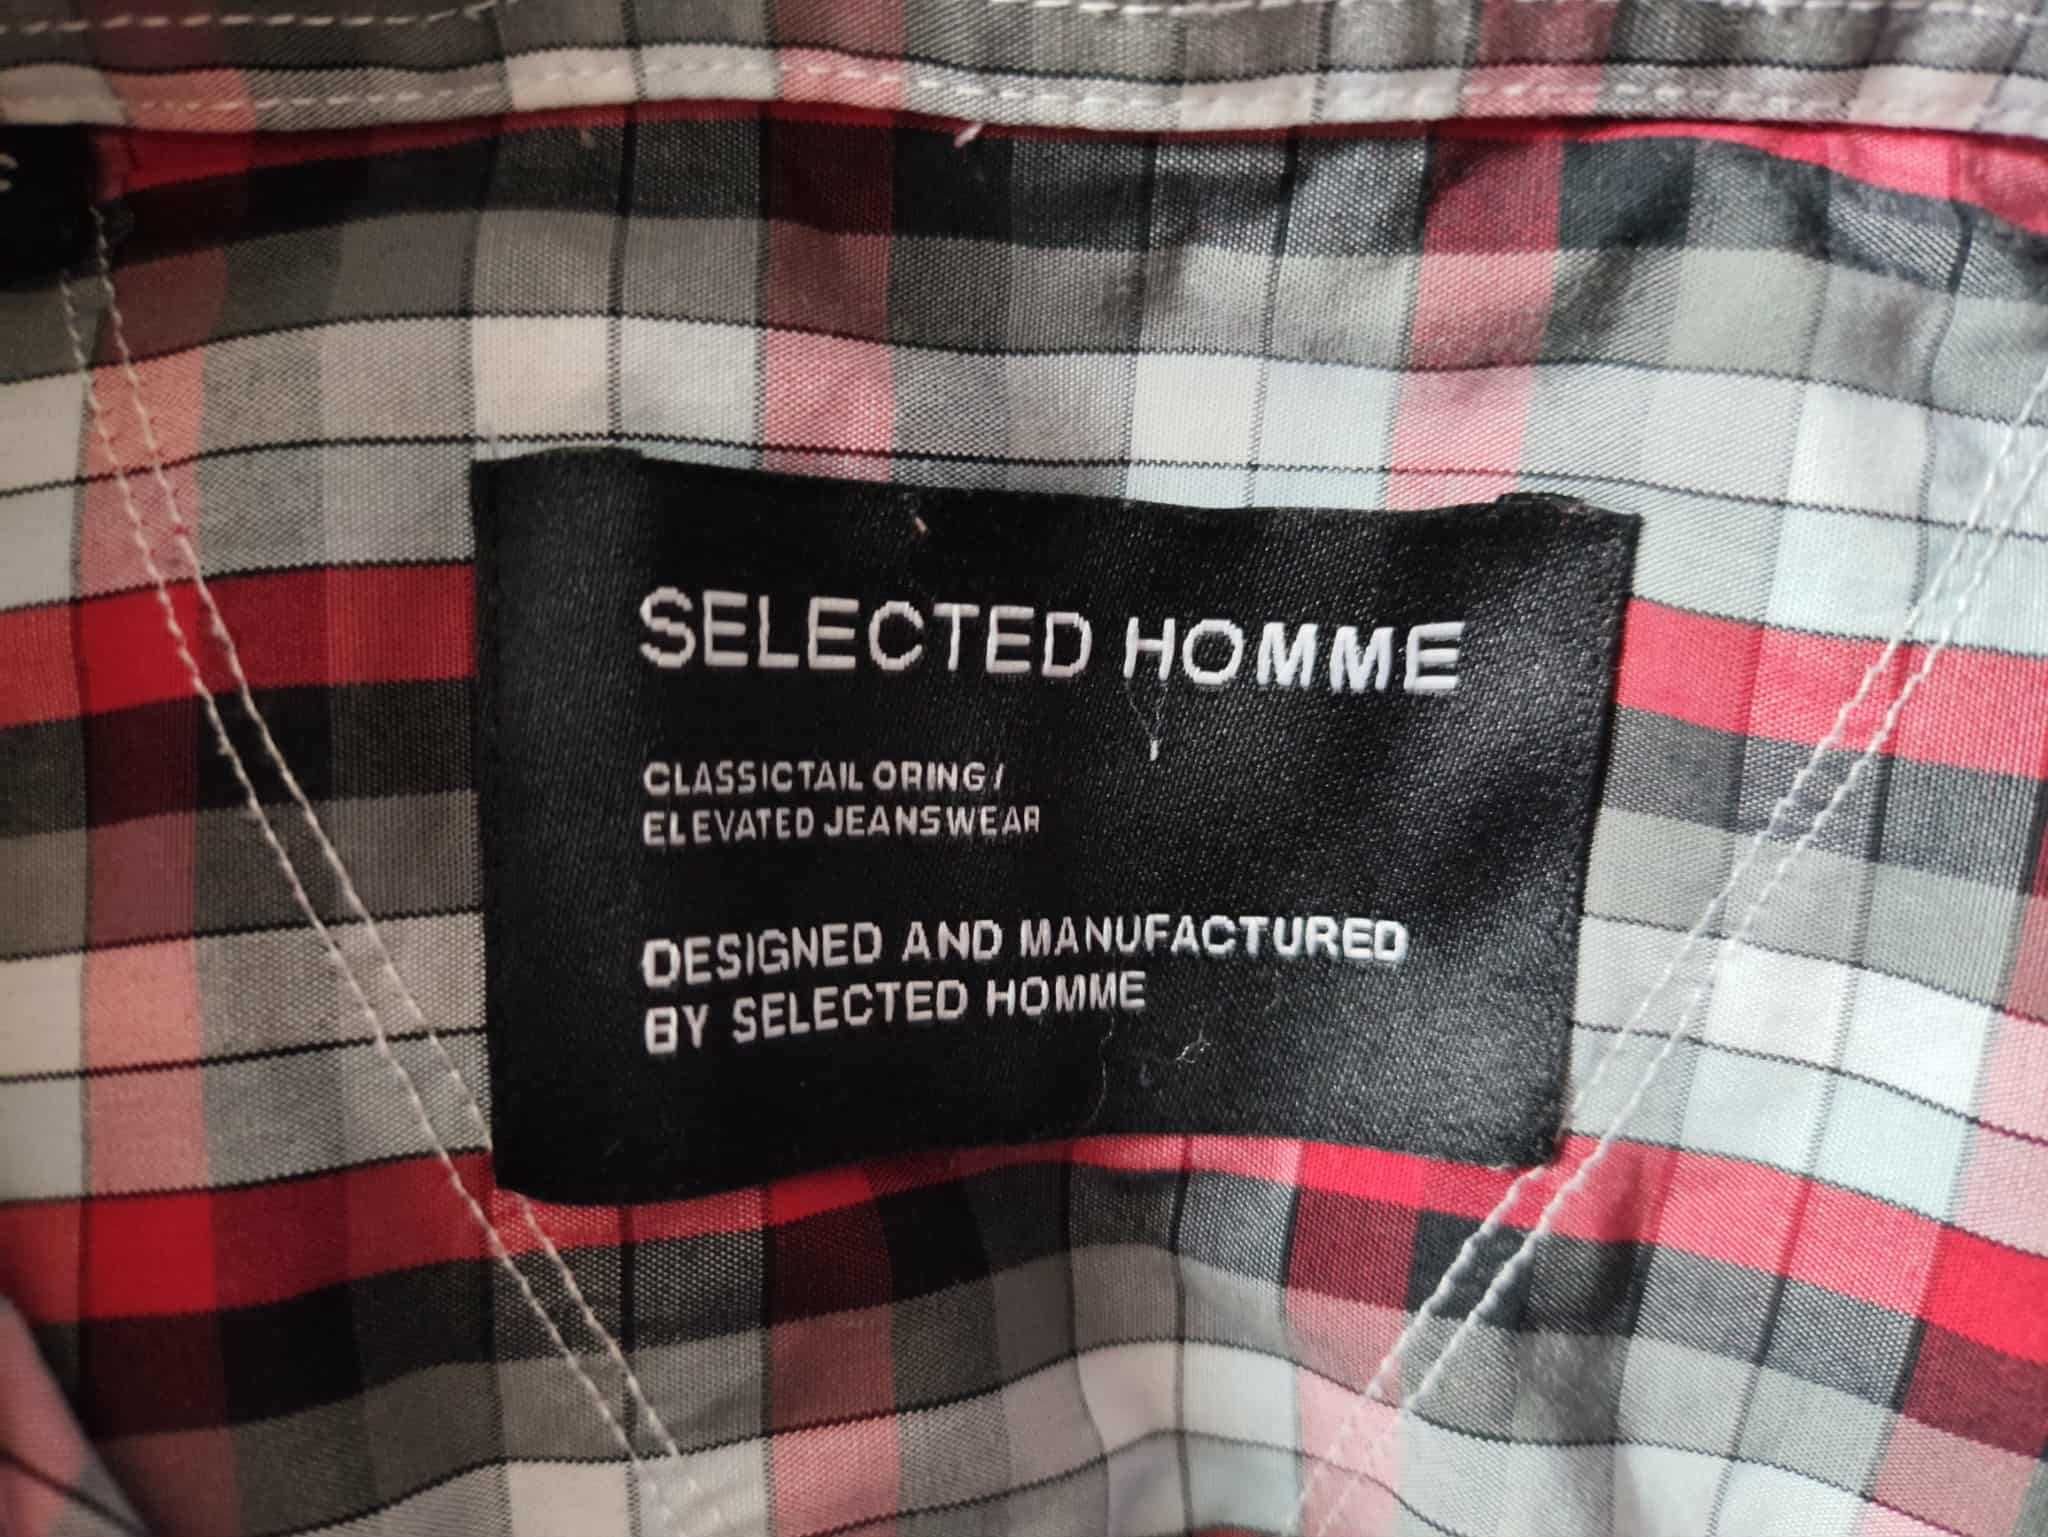 SELECTED HOMME
CLASSICTAIL ORING/
ELEVATED JEANSWEAR
DESIGNED AND MANUFACTURED
BY SELECTED HOMME